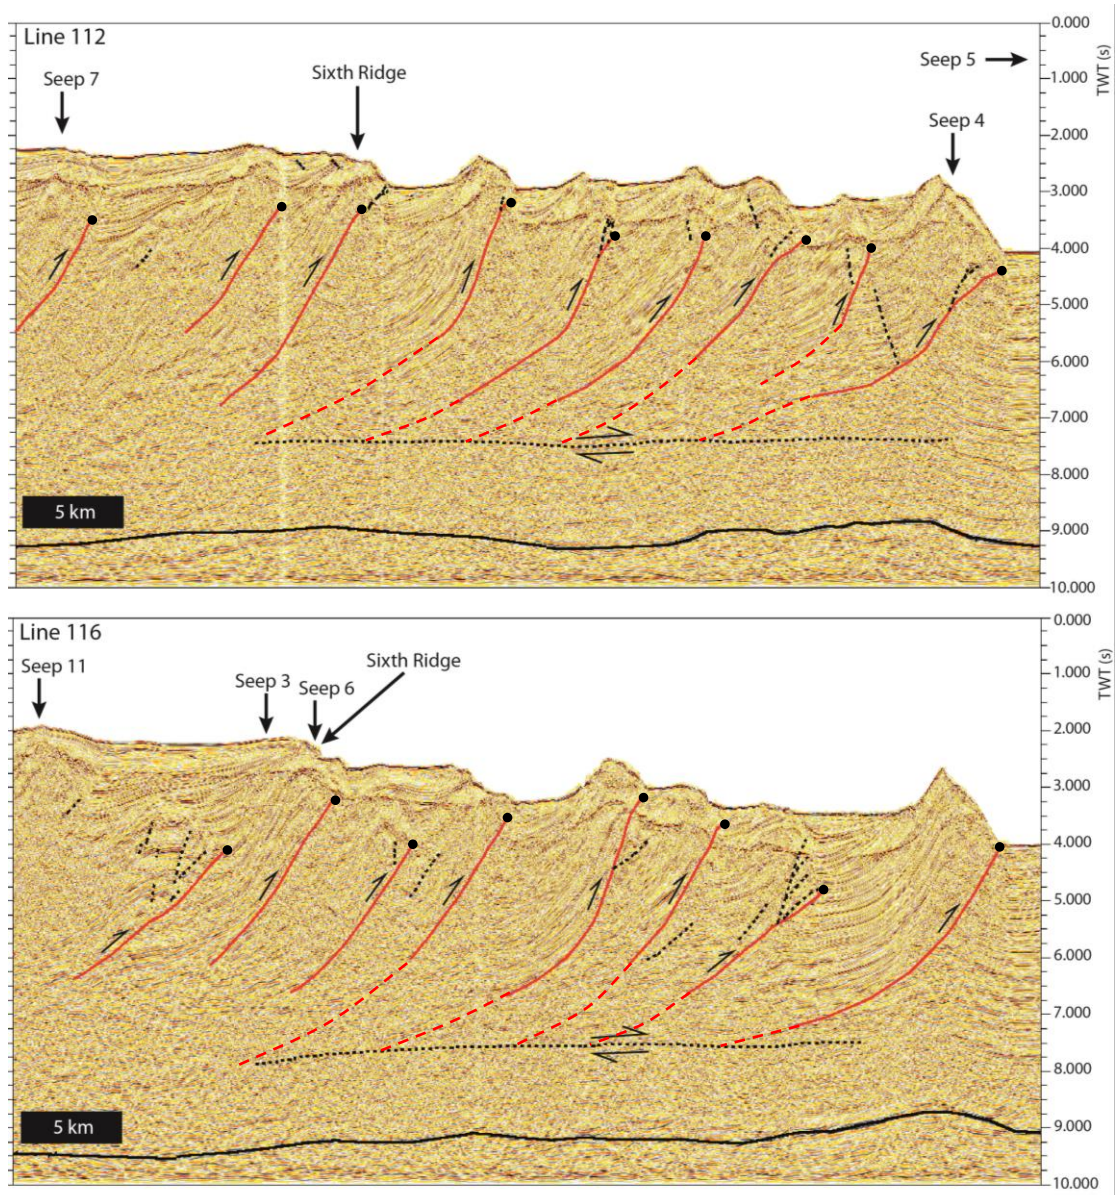 Line 112
Seep 7
Sixth Ridge
Seep 5
Seep 4
0.000
1.000
2.000
3.000
4.000
5.000
6.000
7.000
8.000
9.000
10.000
TWT (s)
5 km
Line 116
Seep 11
Seep 3
Seep 6
Sixth Ridge
0.000
1.000
2.000
3.000
4.000
5.000
6.000
7.000
8.000
9.000
10.000
TWT (s)
5 km